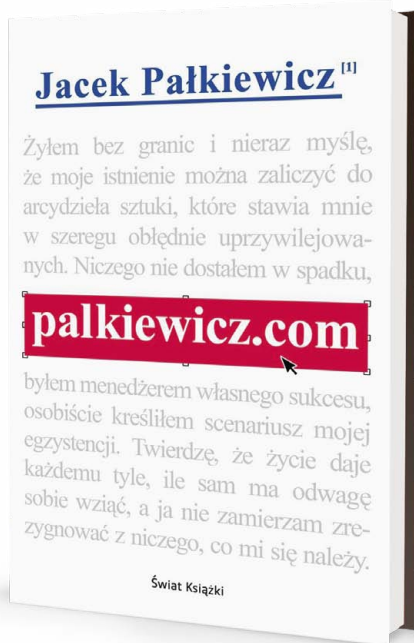 Jacek Pałkiewicz [1]
Żyłem bez granic i nieraz myślę,
że moje istnienie można zaliczyć do
arcydzieła sztuki, które stawia mnie
w szeregu obłędnie uprzywilejowa-
nych. Niczego nie dostałem w spadku,
palkiewicz.com
byłem menedżerem własnego sukcesu,
osobiście kreśliłem scenariusz mojej
egzystencji. Twierdzę, że życie daje
każdemu tyle, ile sam ma odwagę
sobie wziąć, a ja nie zamierzam zre-
zygnować z niczego, co mi się należy.
Świat Książki